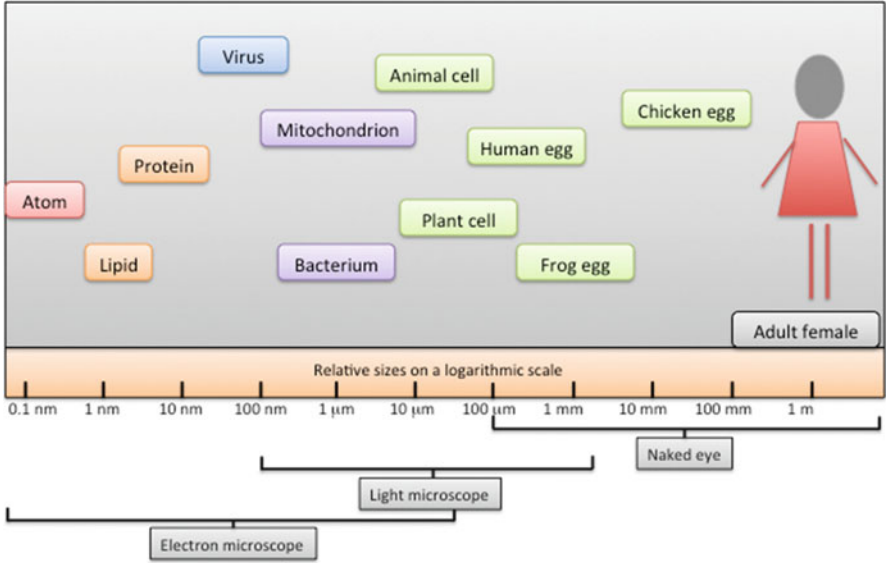 Virus
Animal cell
Chicken egg
Mitochondrion
Human egg
Protein
Atom
Plant cell
Lipid
Bacterium
Frog egg
Adult female
Relative sizes on a logarithmic scale
0.1 nm 1 nm 10 nm 100 nm 1 µm 10 µm 100 µm 1 mm 10 mm 100 mm 1 m
Naked eye
Light microscope
Electron microscope